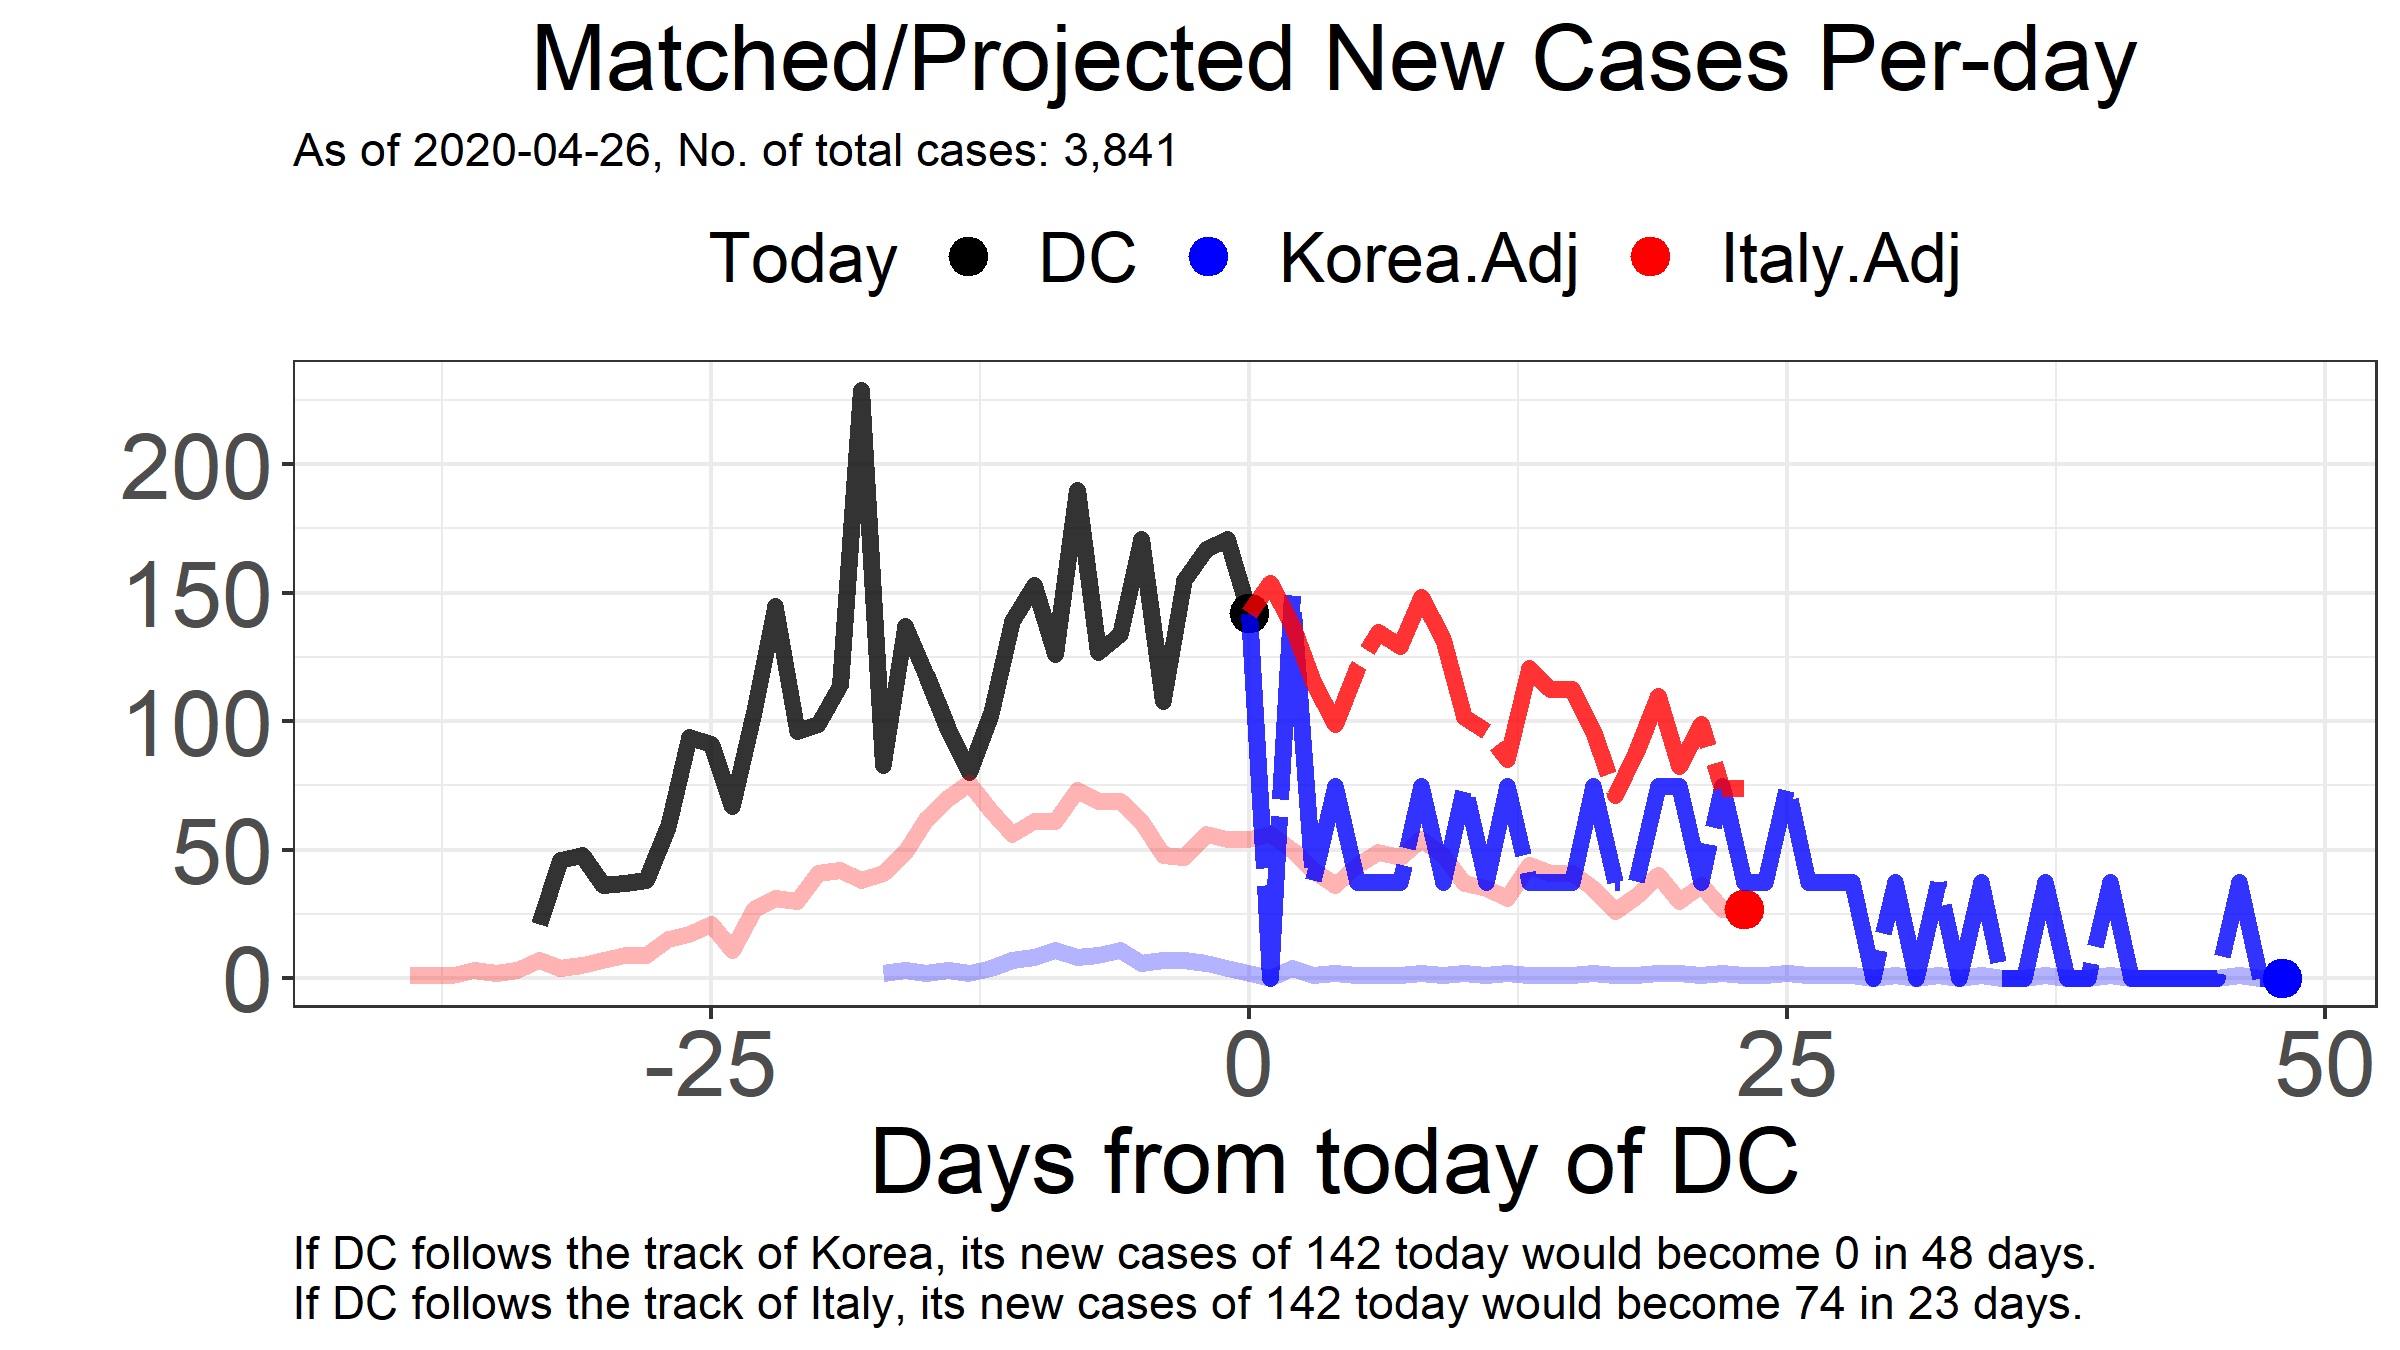 Matched/Projected New Cases Per-day
As of 2020-04-26, No. of total cases: 3,841
Today DC Korea.Adj Italy.Adj
200
150
100
50
0
-25 0 25 50
Days from today of DC
If DC follows the track of Korea, its new cases of 142 today would become 0 in 48 days.
If DC follows the track of Italy, its new cases of 142 today would become 74 in 23 days.